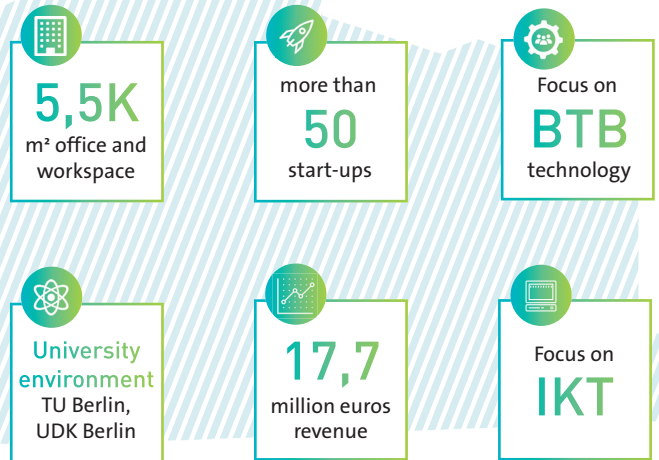 5,5K
m² office and
workspace
more than
50
start-ups
Focus on
BTB
technology
University
environment
TU Berlin,
UDK Berlin
17,7
million euros
revenue
Focus on
IKT